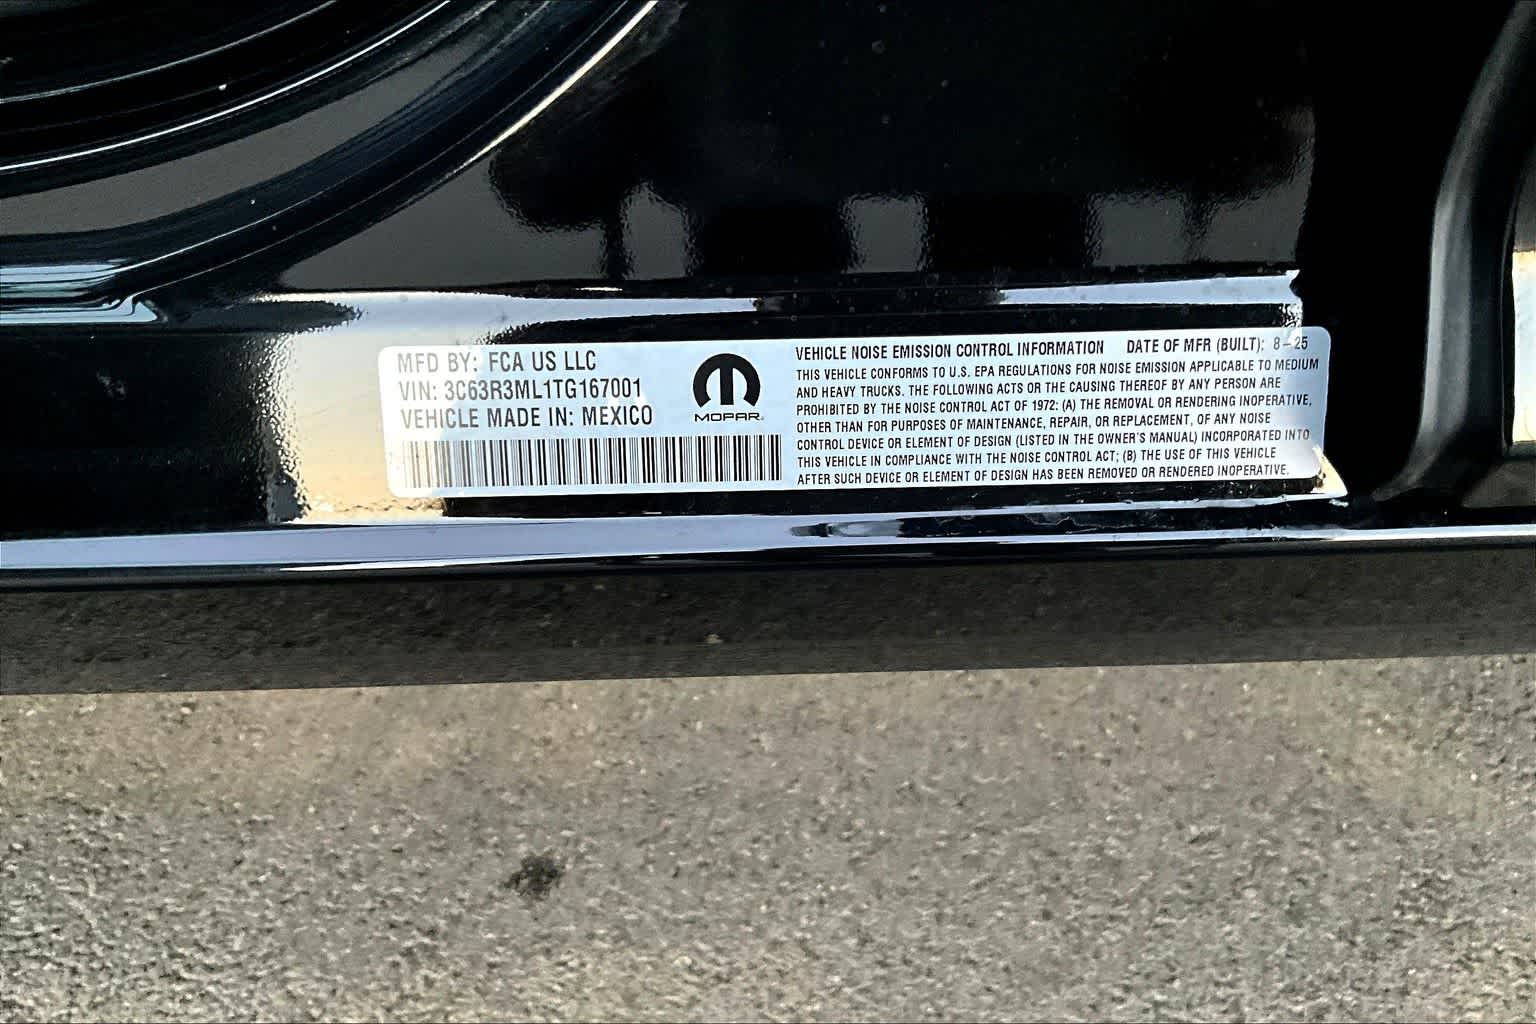 MFD BY: FCA US LLC
VIN: 3C63R3ML1TG167001
VEHICLE MADE IN: MEXICO
MOPAR
VEHICLE NOISE EMISSION CONTROL INFORMATION DATE OF MFR (BUILT): 8-25
THIS VEHICLE CONFORMS TO U.S. EPA REGULATIONS FOR NOISE EMISSION APPLICABLE TO MEDIUM
AND HEAVY TRUCKS. THE FOLLOWING ACTS OR THE CAUSING THEREOF BY ANY PERSON ARE
PROHIBITED BY THE NOISE CONTROL ACT OF 1972: (A) THE REMOVAL OR RENDERING INOPERATIVE,
OTHER THAN FOR PURPOSES OF MAINTENANCE, REPAIR, OR REPLACEMENT, OF ANY NOISE
CONTROL DEVICE OR ELEMENT OF DESIGN (LISTED IN THE OWNER'S MANUAL) INCORPORATED INTO
THIS VEHICLE IN COMPLIANCE WITH THE NOISE CONTROL ACT; (B) THE USE OF THIS VEHICLE
AFTER SUCH DEVICE OR ELEMENT OF DESIGN HAS BEEN REMOVED OR RENDERED INOPERATIVE.